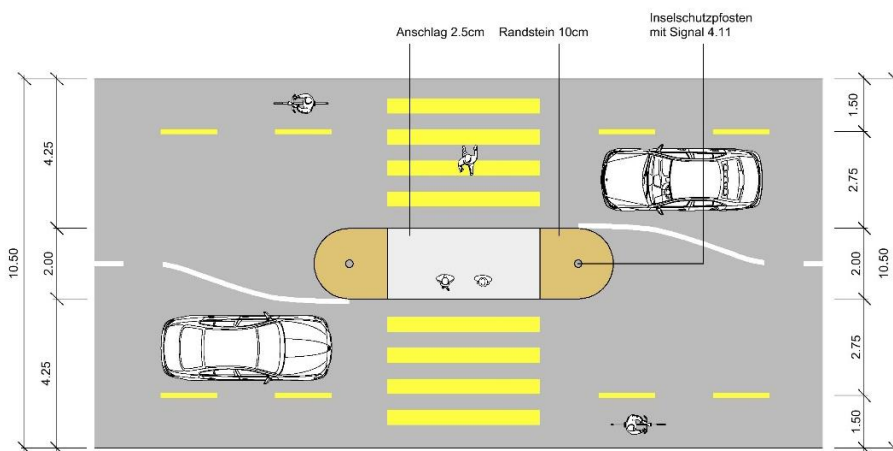 Anschlag 2.5cm
Randstein 10cm
Inselschutzpfosten
mit Signal 4.11
10.50
4.25
2.00
4.25
1.50
2.75
2.00
2.75
1.50
10.50